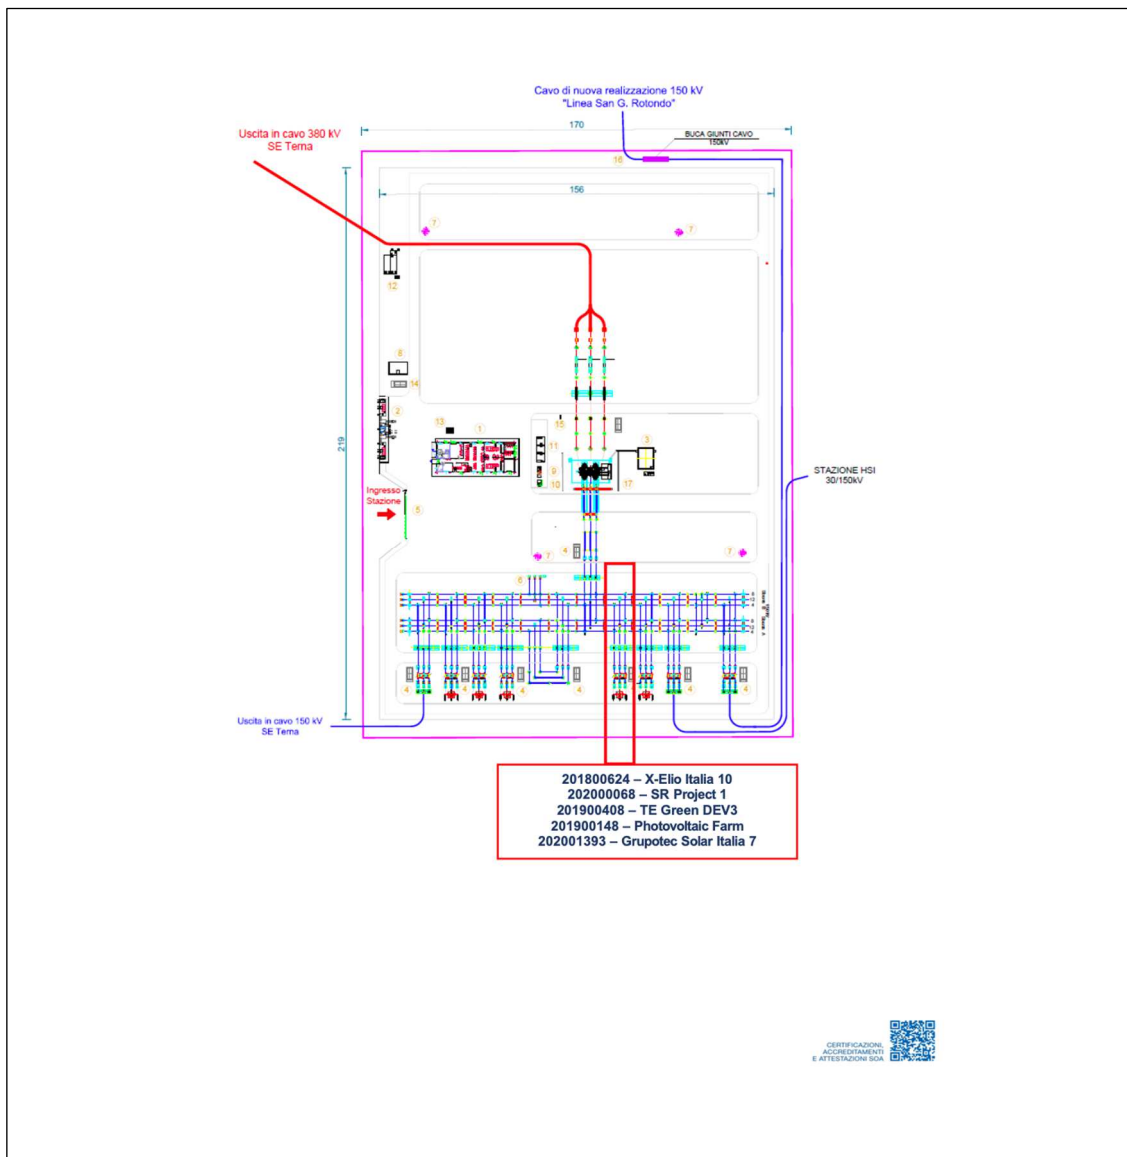 Cavo di nuova realizzazione 150 kV
"Linea San G. Rotondo"
Uscita in cavo 380 kV
SE Terna
170
BUCA GIUNTI CAVO
150kV
16
156
7
7
12
8
14
2
219
13
1
15
11
9
10
3
17
Ingresso
Stazione
5
STAZIONE HSI
30/150kV
7
4
7
6
4
4
4
4
4
4
4
Uscita in cavo 150 kV
SE Terna
201800624 – X-Elio Italia 10
202000068 – SR Project 1
201900408 – TE Green DEV3
201900148 – Photovoltaic Farm
202001393 – Grupotec Solar Italia 7
CERTIFICAZIONI,
ACCREDITAMENTI
E ATTESTAZIONI SOA